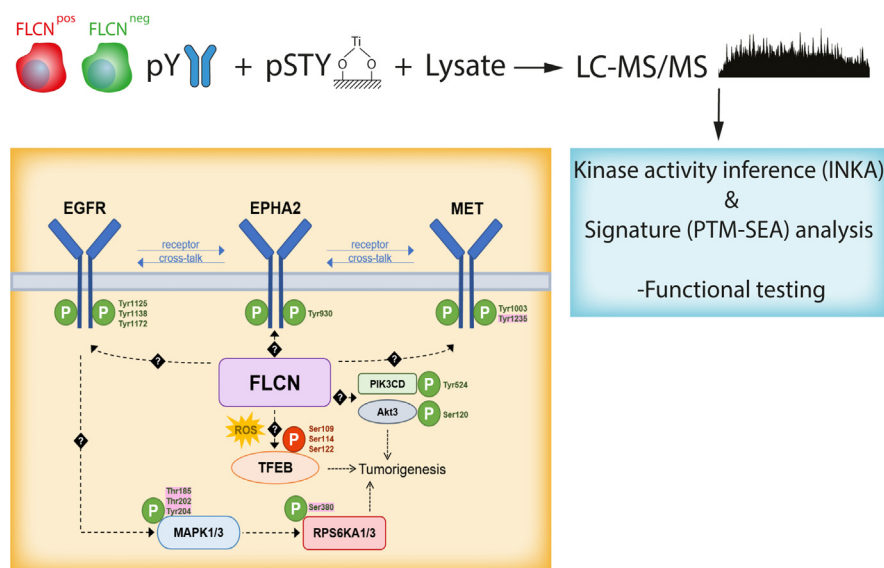 FLCN pos FLCN neg
pY + pSTY Ti O O + Lysate LC-MS/MS
Kinase activity inference (INKA)
&
Signature (PTM-SEA) analysis
-Functional testing
EGFR EPHA2 MET
receptor receptor
cross-talk cross-talk
P P Tyr1125
Tyr1138
Tyr1172
P P Tyr930
P P Tyr1003
Tyr1235
? ? ?
FLCN
?
PIK3CD P Tyr524
Akt3 P Ser120
ROS ?
P Ser109
Ser114
Ser122
TFEB
Tumorigenesis
?
P Thr185
Thr202
Tyr204
MAPK1/3
P Ser380
RPS6KA1/3